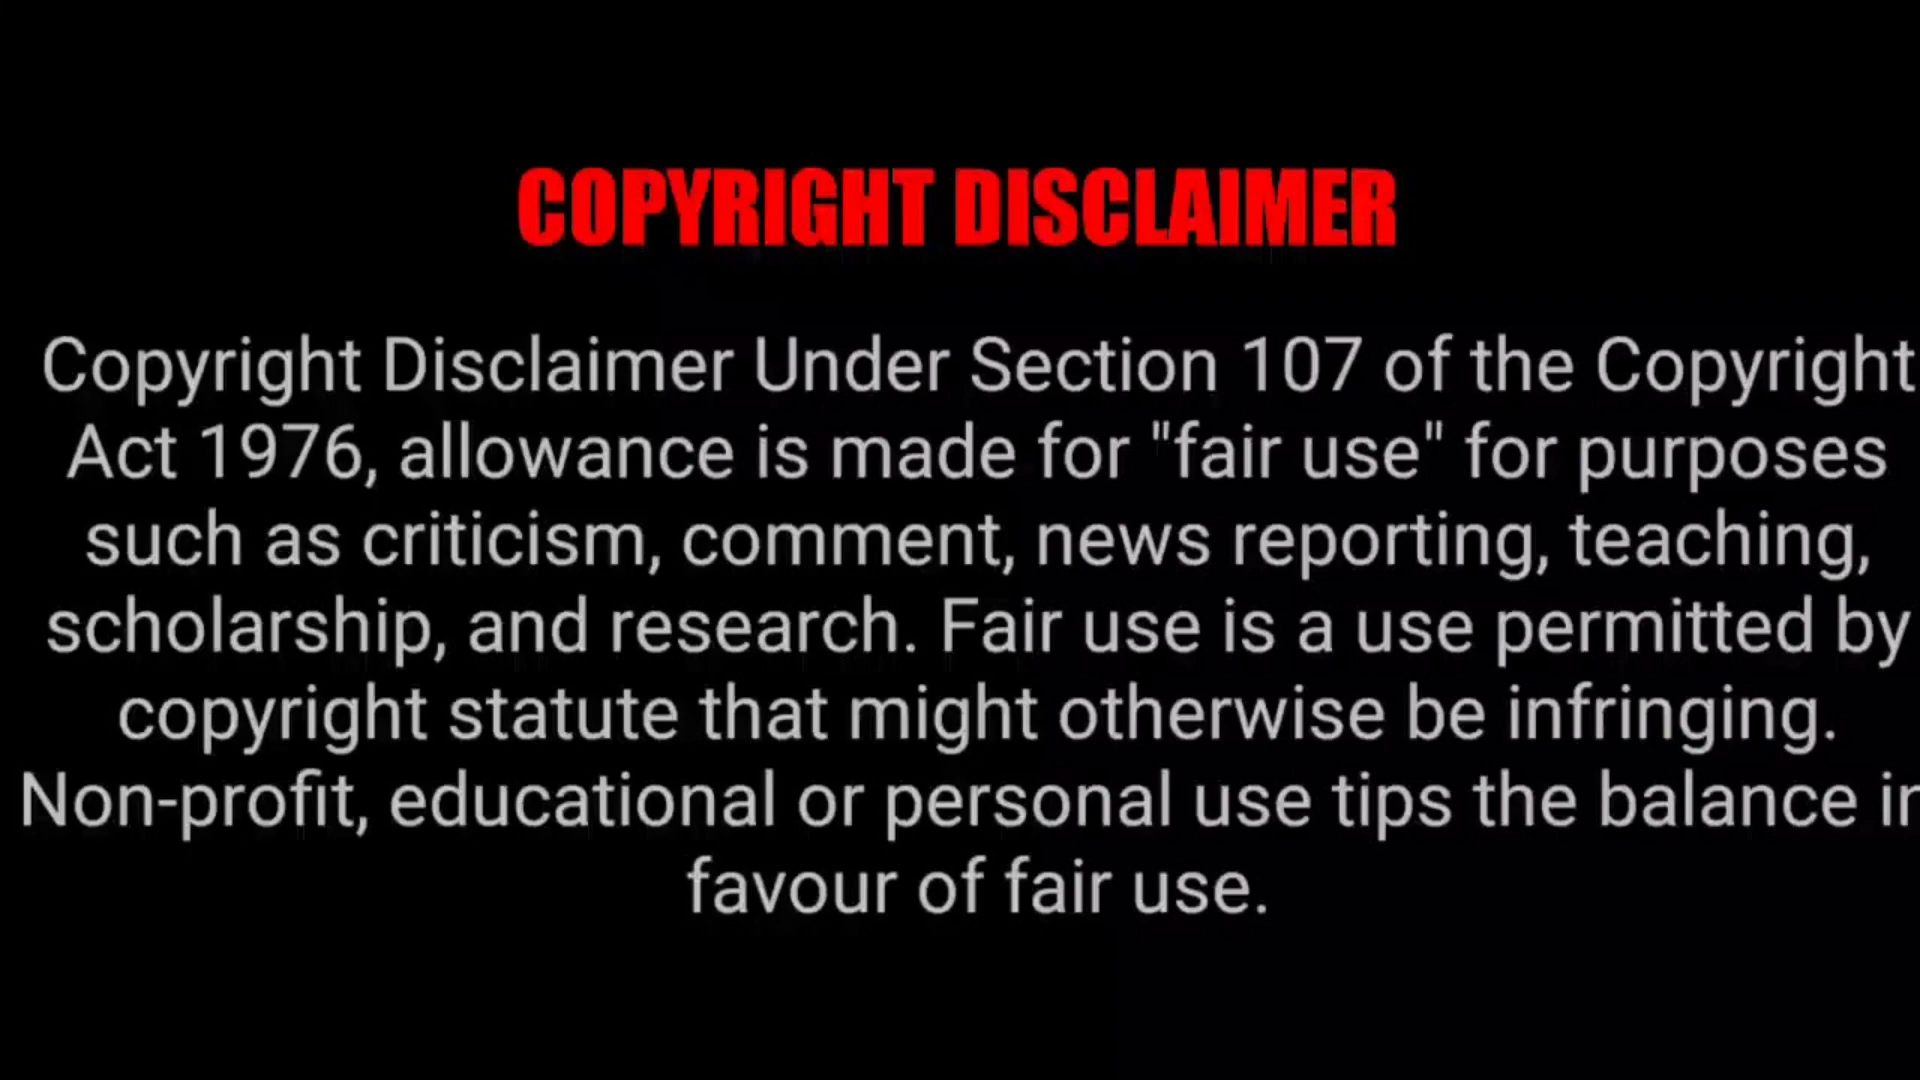 COPYRIGHT DISCLAIMER
Copyright Disclaimer Under Section 107 of the Copyright
Act 1976, allowance is made for "fair use" for purposes
such as criticism, comment, news reporting, teaching,
scholarship, and research. Fair use is a use permitted by
copyright statute that might otherwise be infringing.
Non-profit, educational or personal use tips the balance in
favour of fair use.